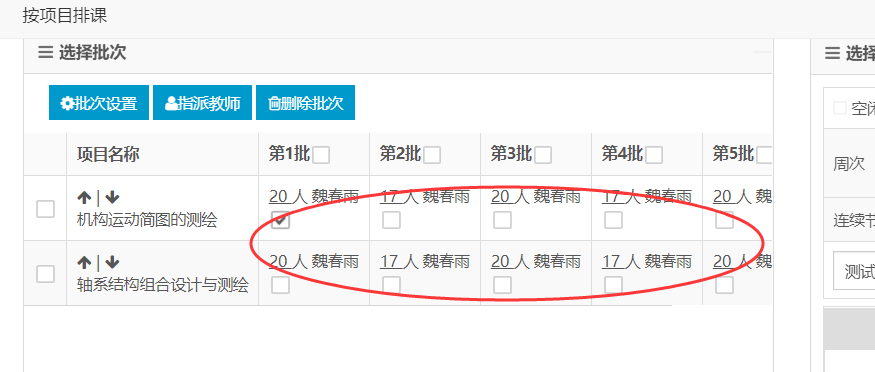 按项目排课
选择批次
选择
批次设置 指派教师 删除批次
空闲
项目名称 第1批 第2批 第3批 第4批 第5批
周次
20 人 魏春雨 17 人 魏春雨 20 人 魏春雨 17 人 魏春雨 20 人 魏
机构运动简图的测绘
连续节
20 人 魏春雨 17 人 魏春雨 20 人 魏春雨 17 人 魏春雨 20 人 魏
轴系结构组合设计与测绘
测试